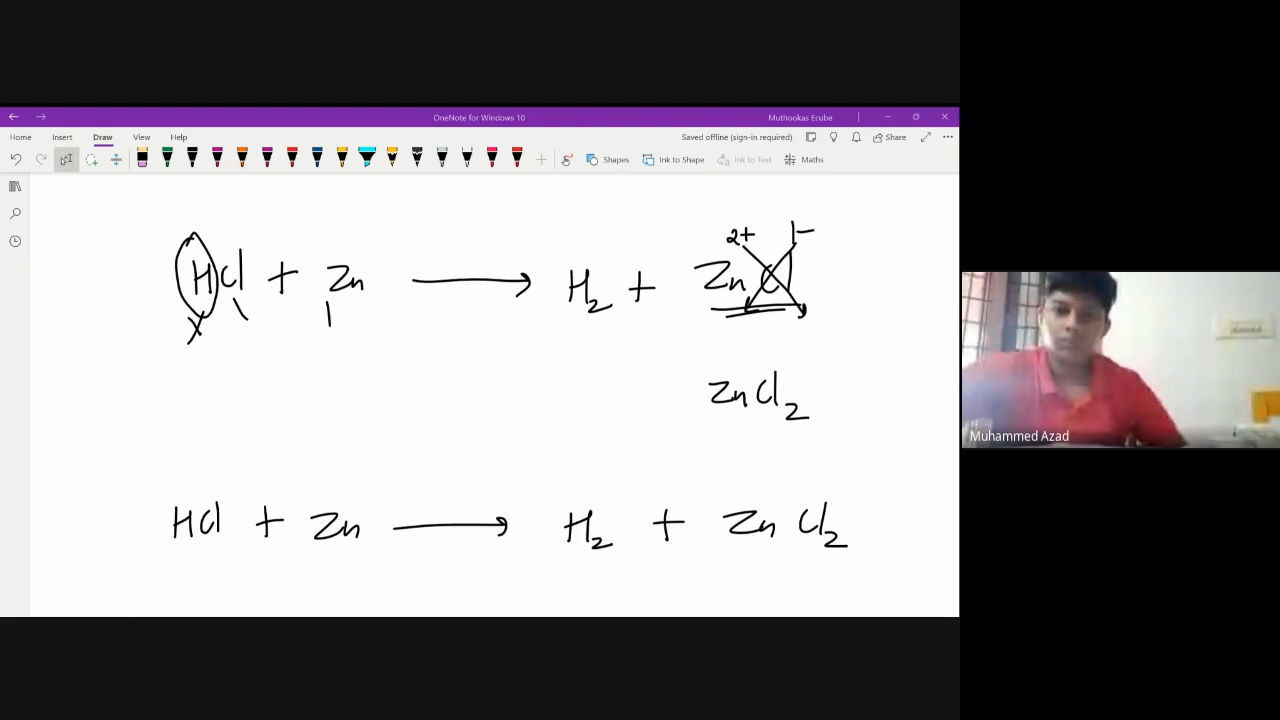 OneNote for Windows 10
Muthookas Ecube
Home Insert Draw View Help
Saved offline (sign-in required)
Share
Shapes Ink to Shape Ink to Text Maths
2+ 1-
HCl + Zn ⟶ H₂ + ZnCl
x
ZnCl₂
HCl + Zn ⟶ H₂ + ZnCl₂
Muhammed Azad